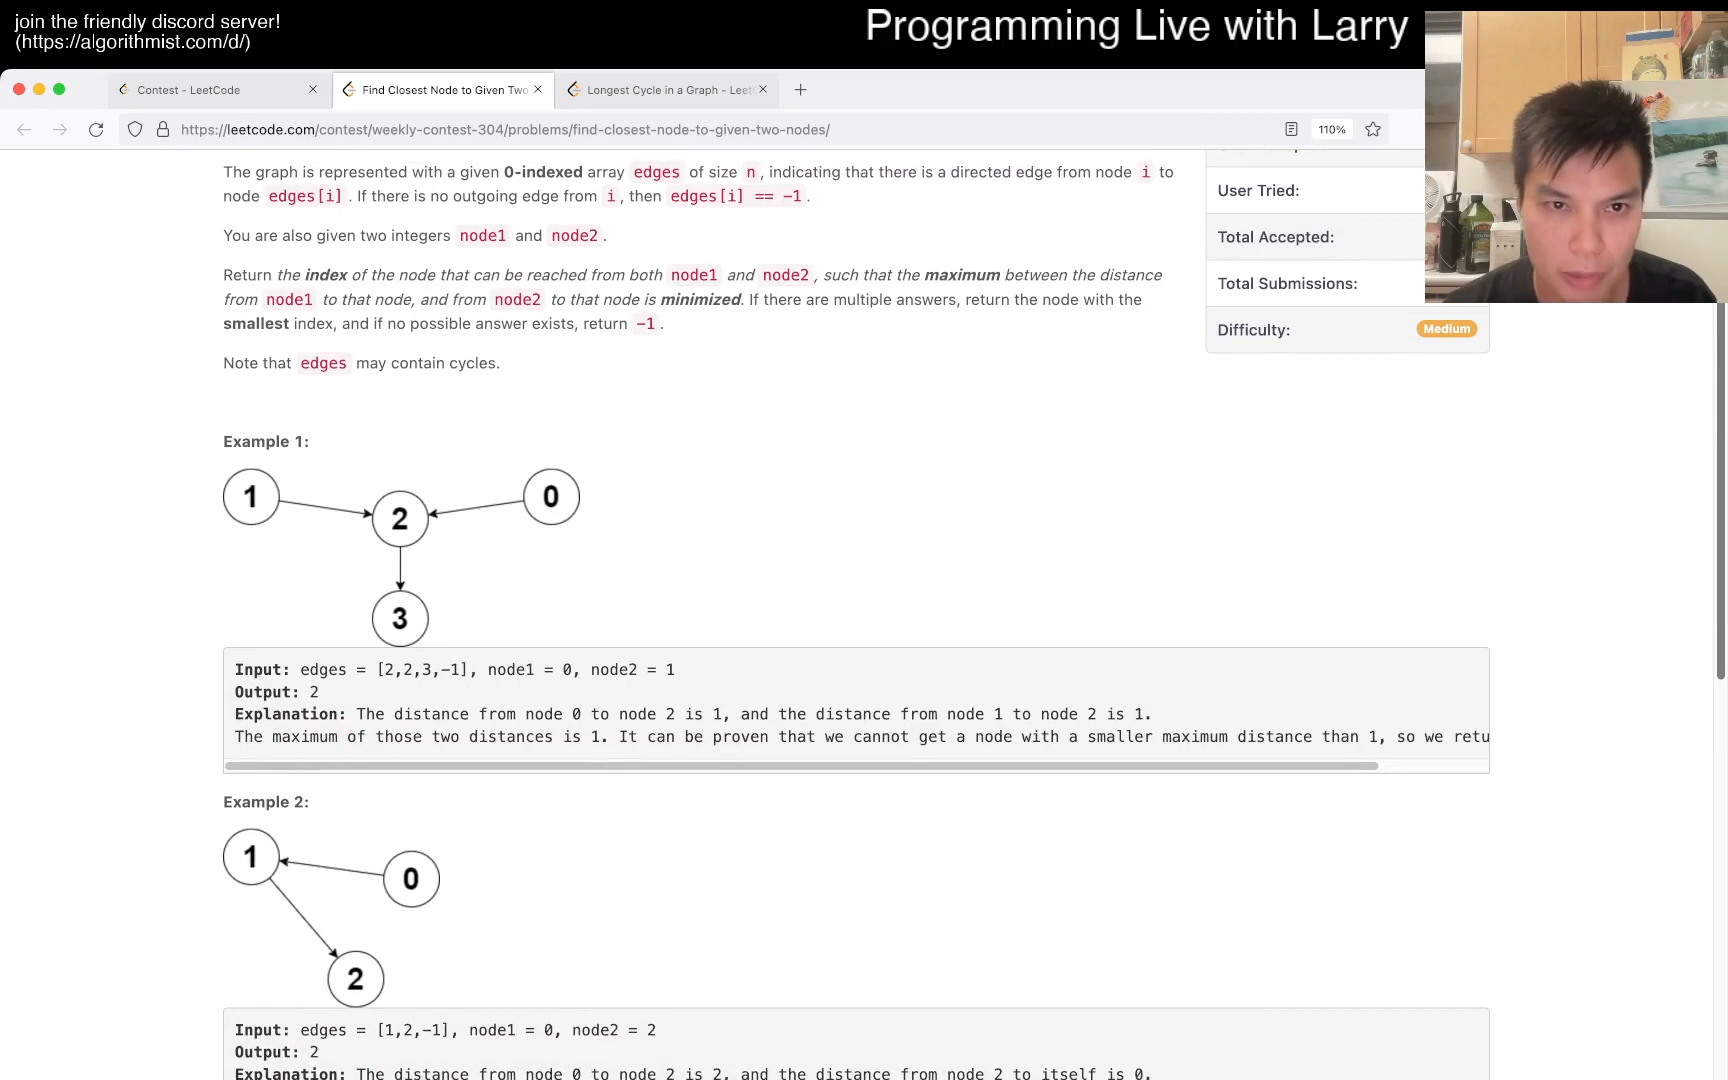 join the friendly discord server!
(https://algorithmist.com/d/)
Programming Live with Larry
Contest - LeetCode
Find Closest Node to Given Two
Longest Cycle in a Graph - Leet
https://leetcode.com/contest/weekly-contest-304/problems/find-closest-node-to-given-two-nodes/
110%
The graph is represented with a given 0-indexed array edges of size n, indicating that there is a directed edge from node i to
node edges[i]. If there is no outgoing edge from i, then edges[i] == -1.
You are also given two integers node1 and node2.
Return the index of the node that can be reached from both node1 and node2, such that the maximum between the distance
from node1 to that node, and from node2 to that node is minimized. If there are multiple answers, return the node with the
smallest index, and if no possible answer exists, return -1.
Note that edges may contain cycles.
User Tried:
Total Accepted:
Total Submissions:
Difficulty:
Medium
Example 1:
1
2
0
3
Input: edges = [2,2,3,-1], node1 = 0, node2 = 1
Output: 2
Explanation: The distance from node 0 to node 2 is 1, and the distance from node 1 to node 2 is 1.
The maximum of those two distances is 1. It can be proven that we cannot get a node with a smaller maximum distance than 1, so we retu
Example 2:
1
0
2
Input: edges = [1,2,-1], node1 = 0, node2 = 2
Output: 2
Explanation: The distance from node 0 to node 2 is 2, and the distance from node 2 to itself is 0.